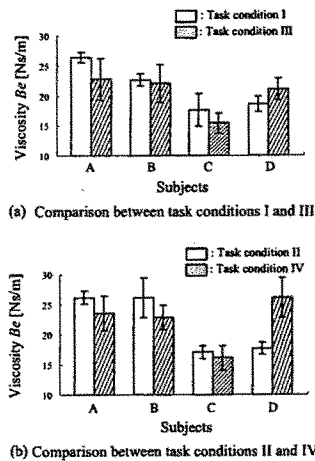 : Task condition I
: Task condition III
Viscosity Be [Ns/m]
30
25
20
15
10
A B C D
Subjects
(a) Comparison between task conditions I and III
: Task condition II
: Task condition IV
Viscosity Be [Ns/m]
30
25
20
15
10
A B C D
Subjects
(b) Comparison between task conditions II and IV